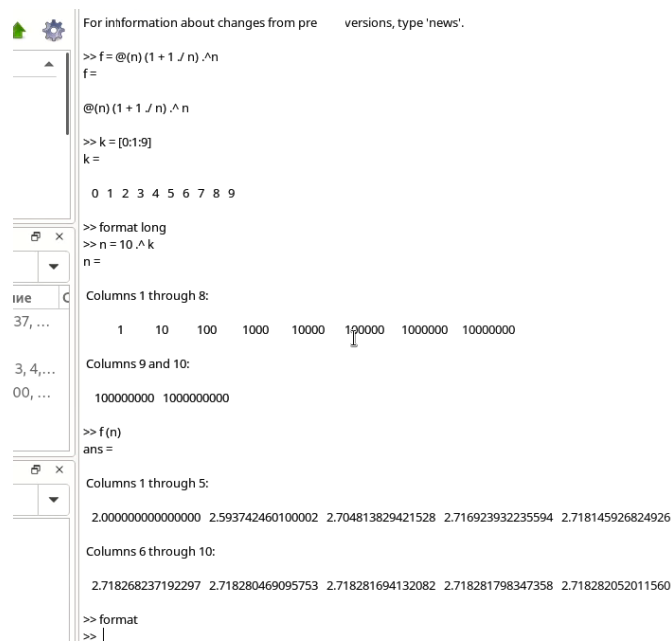 For information about changes from pre versions, type 'news'.
>> f = @(n) (1 + 1 ./ n) .^n
f =
@(n) (1 + 1 ./ n) .^ n
>> k = [0:1:9]
k =
0 1 2 3 4 5 6 7 8 9
>> format long
>> n = 10 .^ k
n =
Columns 1 through 8:
1 10 100 1000 10000 100000 1000000 10000000
Columns 9 and 10:
100000000 1000000000
>> f (n)
ans =
Columns 1 through 5:
2.000000000000000 2.593742460100002 2.704813829421528 2.716923932235594 2.718145926824926
Columns 6 through 10:
2.718268237192297 2.718280469095753 2.718281694132082 2.718281798347358 2.718282052011560
>> format
>>
ие С
37, ...
3, 4,...
00, ...